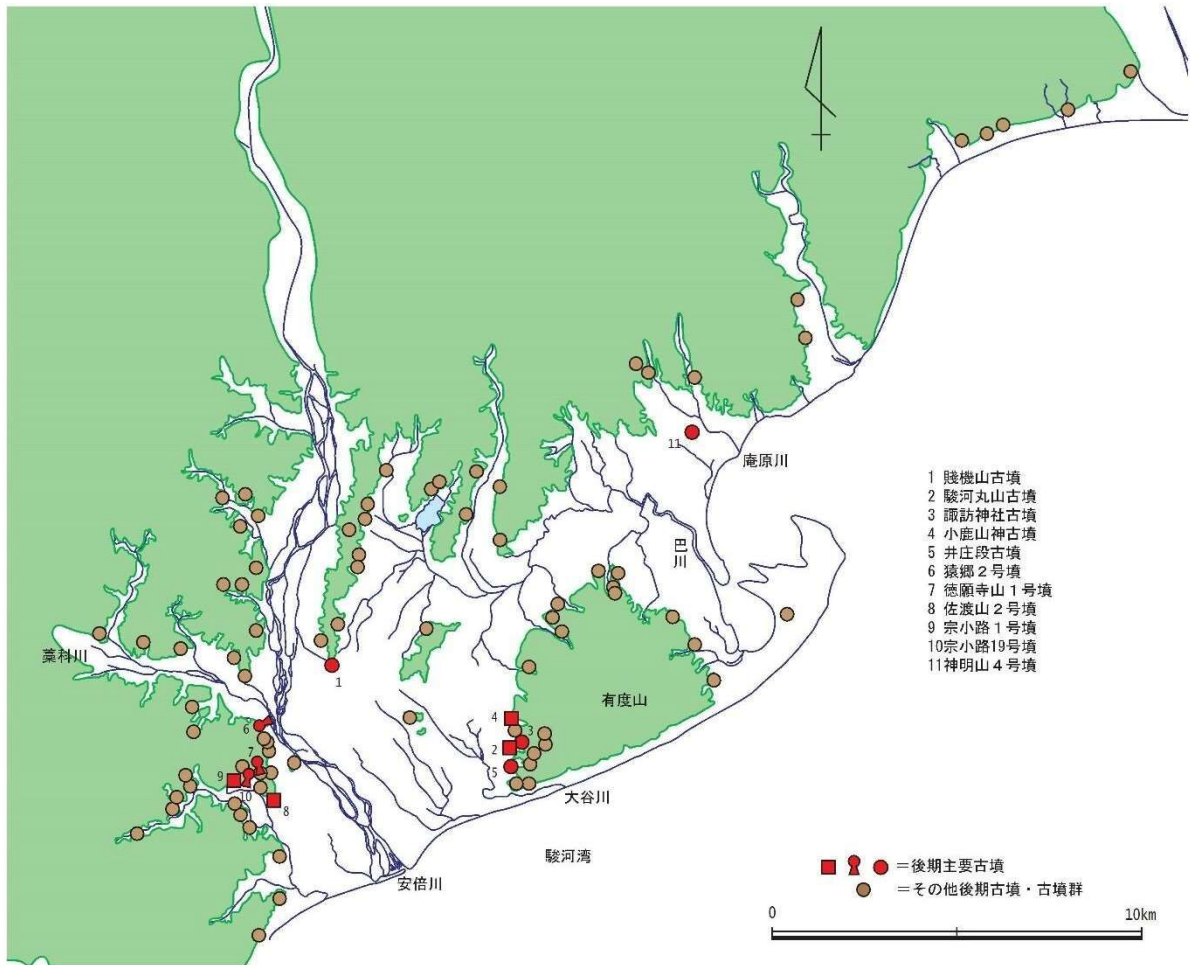 11
庵原川
1 賤機山古墳
2 駿河丸山古墳
3 諏訪神社古墳
4 小鹿山神古墳
5 井庄段古墳
6 猿郷2号墳
7 徳願寺山1号墳
8 佐渡山2号墳
9 宗小路1号墳
10宗小路19号墳
11神明山4号墳
巴川
藁科川
1
有度山
4
3
2
5
6
7
9
10
8
大谷川
駿河湾
安倍川
=後期主要古墳
=その他後期古墳・古墳群
0 10km